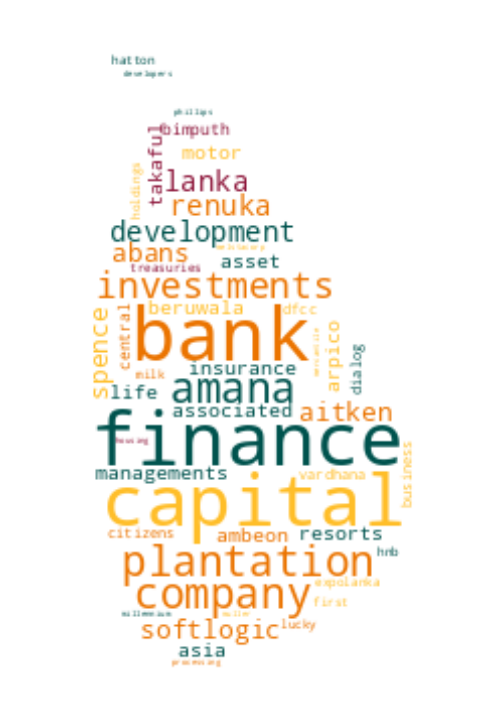 hatton
developers
phillips
bimputh
takaful
motor
holdings
lanka
renuka
development
abans
asset
treasuries
investments
beruwala
dfcc
central
bank
spence
arpico
dialog
insurance
milk
life
amana
associated
aitken
finance
housing
managements
vardhana
business
capital
citizens
ambeon
resorts
plantation
hnb
expolanka
company
first
millennium
softlogic
lucky
asia
processing